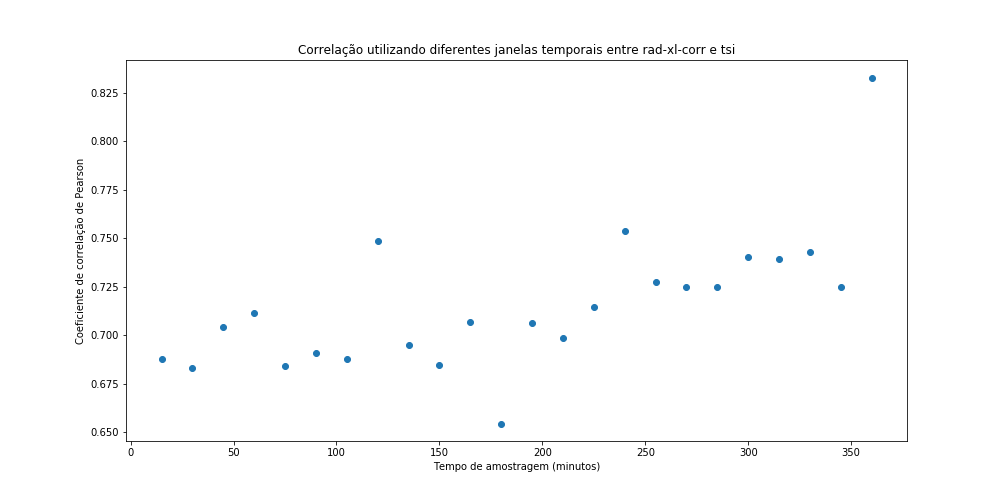 Correlação utilizando diferentes janelas temporais entre rad-xl-corr e tsi
Coeficiente de correlação de Pearson
0.825
0.800
0.775
0.750
0.725
0.700
0.675
0.650
0 50 100 150 200 250 300 350
Tempo de amostragem (minutos)